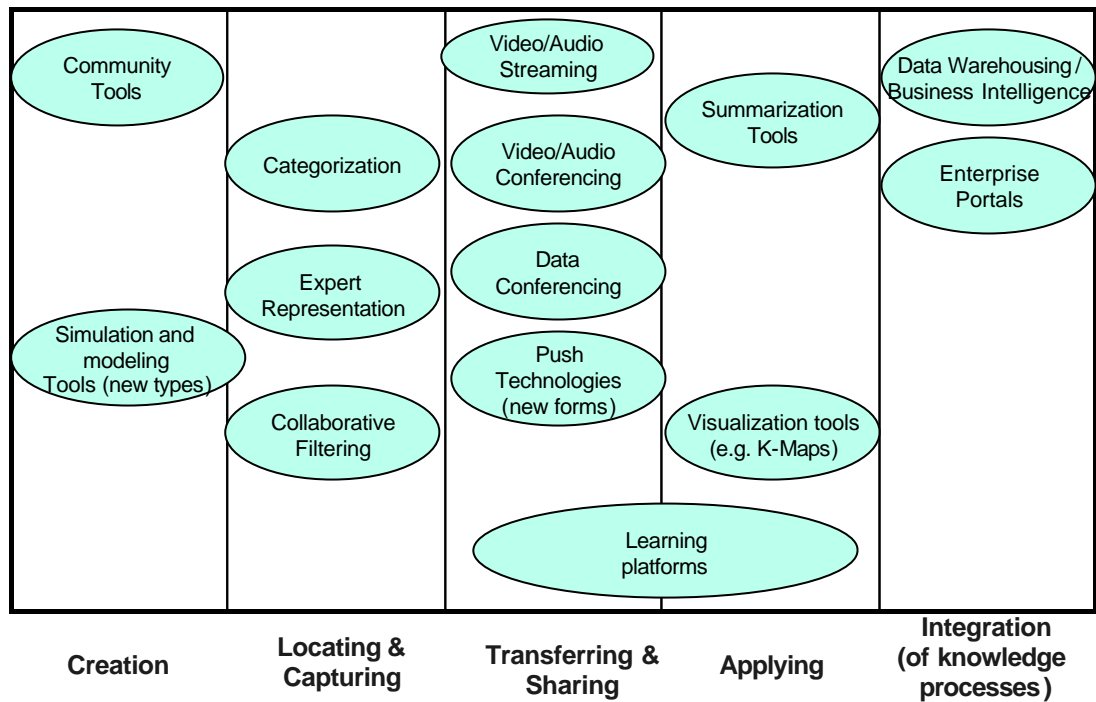 Community
Tools
Simulation and
modeling
Tools (new types)
Categorization
Expert
Representation
Collaborative
Filtering
Video/Audio
Streaming
Video/Audio
Conferencing
Data
Conferencing
Push
Technologies
(new forms)
Summarization
Tools
Visualization tools
(e.g. K-Maps)
Learning
platforms
Data Warehousing/
Business Intelligence
Enterprise
Portals
Creation
Locating &
Capturing
Transferring &
Sharing
Applying
Integration
(of knowledge
processes)